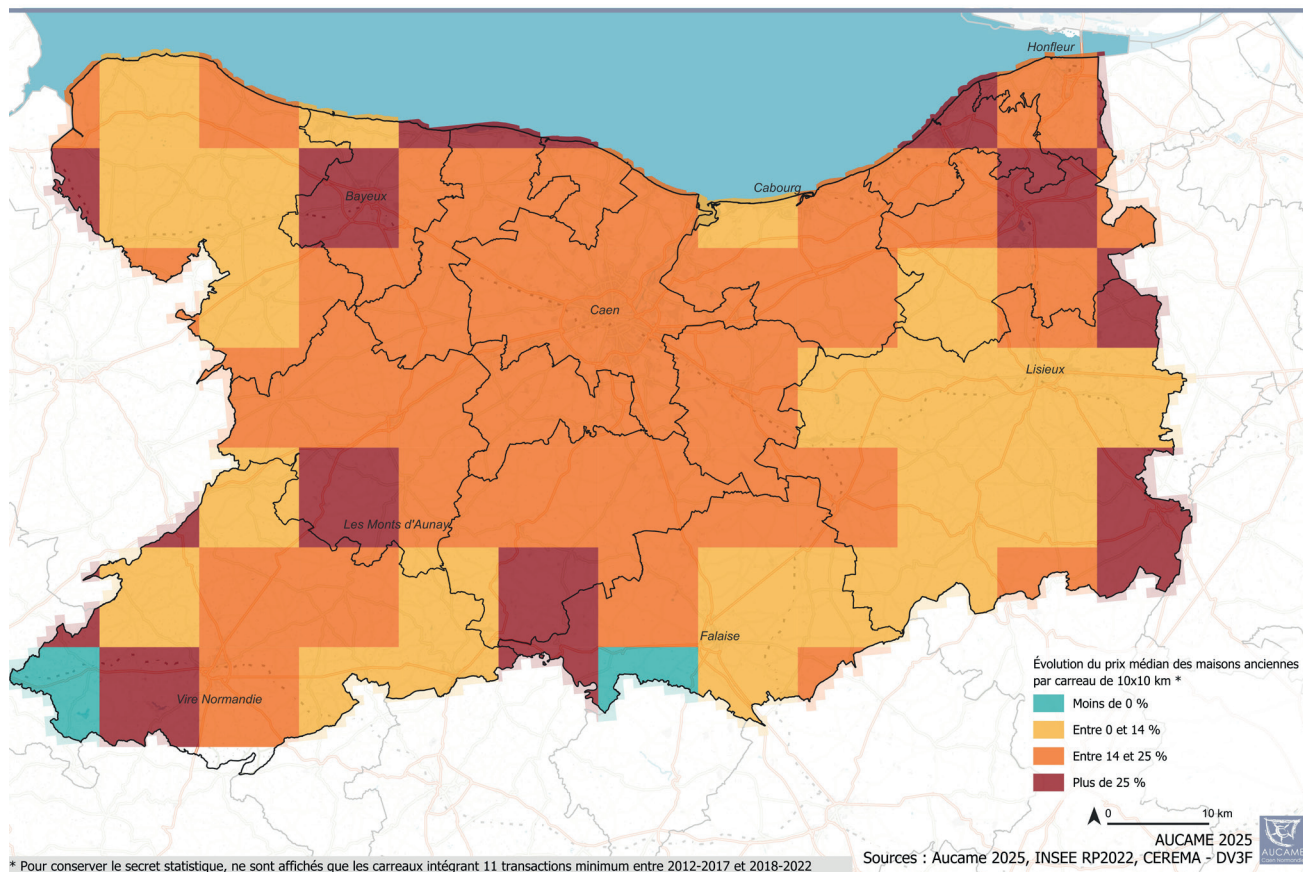 Honfleur
Cabourg
Bayeux
Caen
Lisieux
Les Monts d'Aunay
Falaise
Vire Normandie
Évolution du prix médian des maisons anciennes
par carreau de 10x10 km *
Moins de 0 %
Entre 0 et 14 %
Entre 14 et 25 %
Plus de 25 %
0 10 km
AUCAME 2025
Sources : Aucame 2025, INSEE RP2022, CEREMA - DV3F
AUCAME
Caen normandie
* Pour conserver le secret statistique, ne sont affichés que les carreaux intégrant 11 transactions minimum entre 2012-2017 et 2018-2022